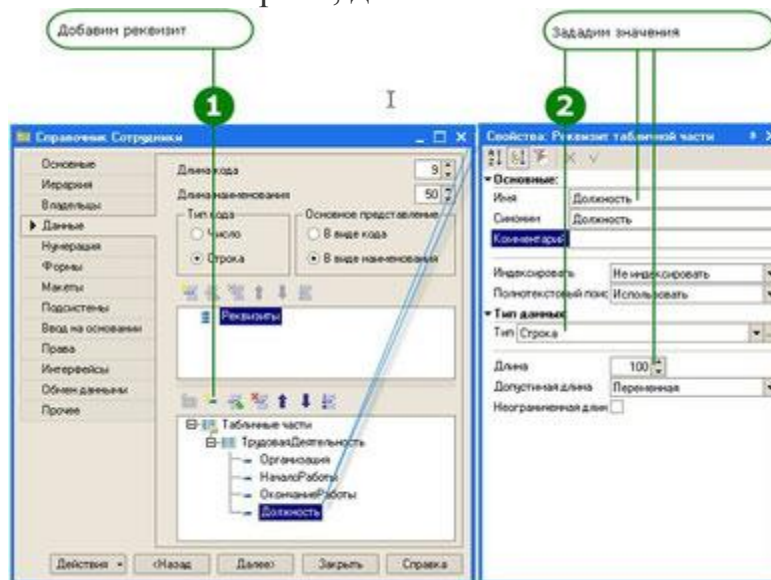 Добавим реквизит
Зададим значения
1
2
Справочник Сотрудники
Основные
Иерархия
Владельцы
Данные
Нумерация
Формы
Макеты
Подсистемы
Ввод на основании
Права
Интерфейсы
Обмен данными
Прочее
Длина кода
9
Длина наименования
50
Тип кода
Число
Строка
Основное представление
В виде кода
В виде наименования
Реквизиты
Табличные части
ТрудоваяДеятельность
Организация
НачалоРаботы
ОкончаниеРаботы
Должность
Действия
<Назад
Далее>
Закрыть
Справка
Свойства: Реквизит табличной части
Основные:
Имя
Должность
Синоним
Должность
Комментарий
Индексировать
Не индексировать
Полнотекстовый поис
Использовать
Тип данных:
Тип
Строка
Длина
100
Допустимая длина
Переменная
Неограниченная длин